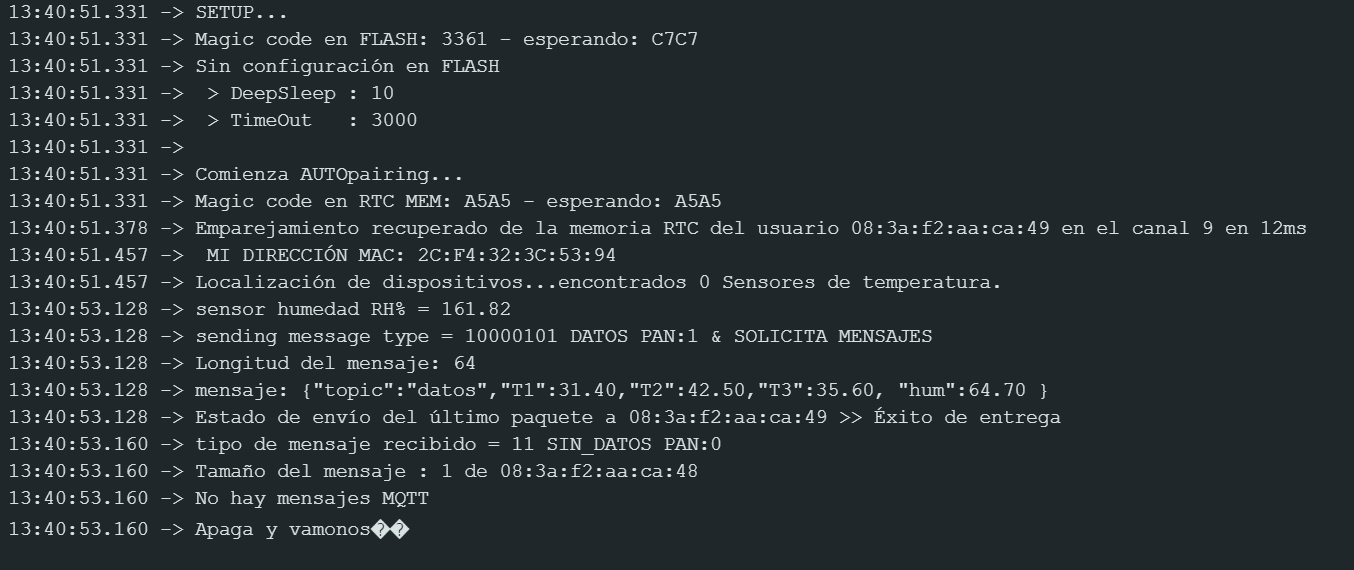 13:40:51.331 -> SETUP...
13:40:51.331 -> Magic code en FLASH: 3361 - esperando: C7C7
13:40:51.331 -> Sin configuración en FLASH
13:40:51.331 ->  > DeepSleep : 10
13:40:51.331 ->  > TimeOut   : 3000
13:40:51.331 ->
13:40:51.331 -> Comienza AUTOpairing...
13:40:51.331 -> Magic code en RTC MEM: A5A5 - esperando: A5A5
13:40:51.378 -> Emparejamiento recuperado de la memoria RTC del usuario 08:3a:f2:aa:ca:49 en el canal 9 en 12ms
13:40:51.457 ->  MI DIRECCIÓN MAC: 2C:F4:32:3C:53:94
13:40:51.457 -> Localización de dispositivos...encontrados 0 Sensores de temperatura.
13:40:53.128 -> sensor humedad RH% = 161.82
13:40:53.128 -> sending message type = 10000101 DATOS PAN:1 & SOLICITA MENSAJES
13:40:53.128 -> Longitud del mensaje: 64
13:40:53.128 -> mensaje: {"topic":"datos","T1":31.40,"T2":42.50,"T3":35.60, "hum":64.70 }
13:40:53.128 -> Estado de envío del último paquete a 08:3a:f2:aa:ca:49 >> Éxito de entrega
13:40:53.160 -> tipo de mensaje recibido = 11 SIN_DATOS PAN:0
13:40:53.160 -> Tamaño del mensaje : 1 de 08:3a:f2:aa:ca:48
13:40:53.160 -> No hay mensajes MQTT
13:40:53.160 -> Apaga y vamonos��